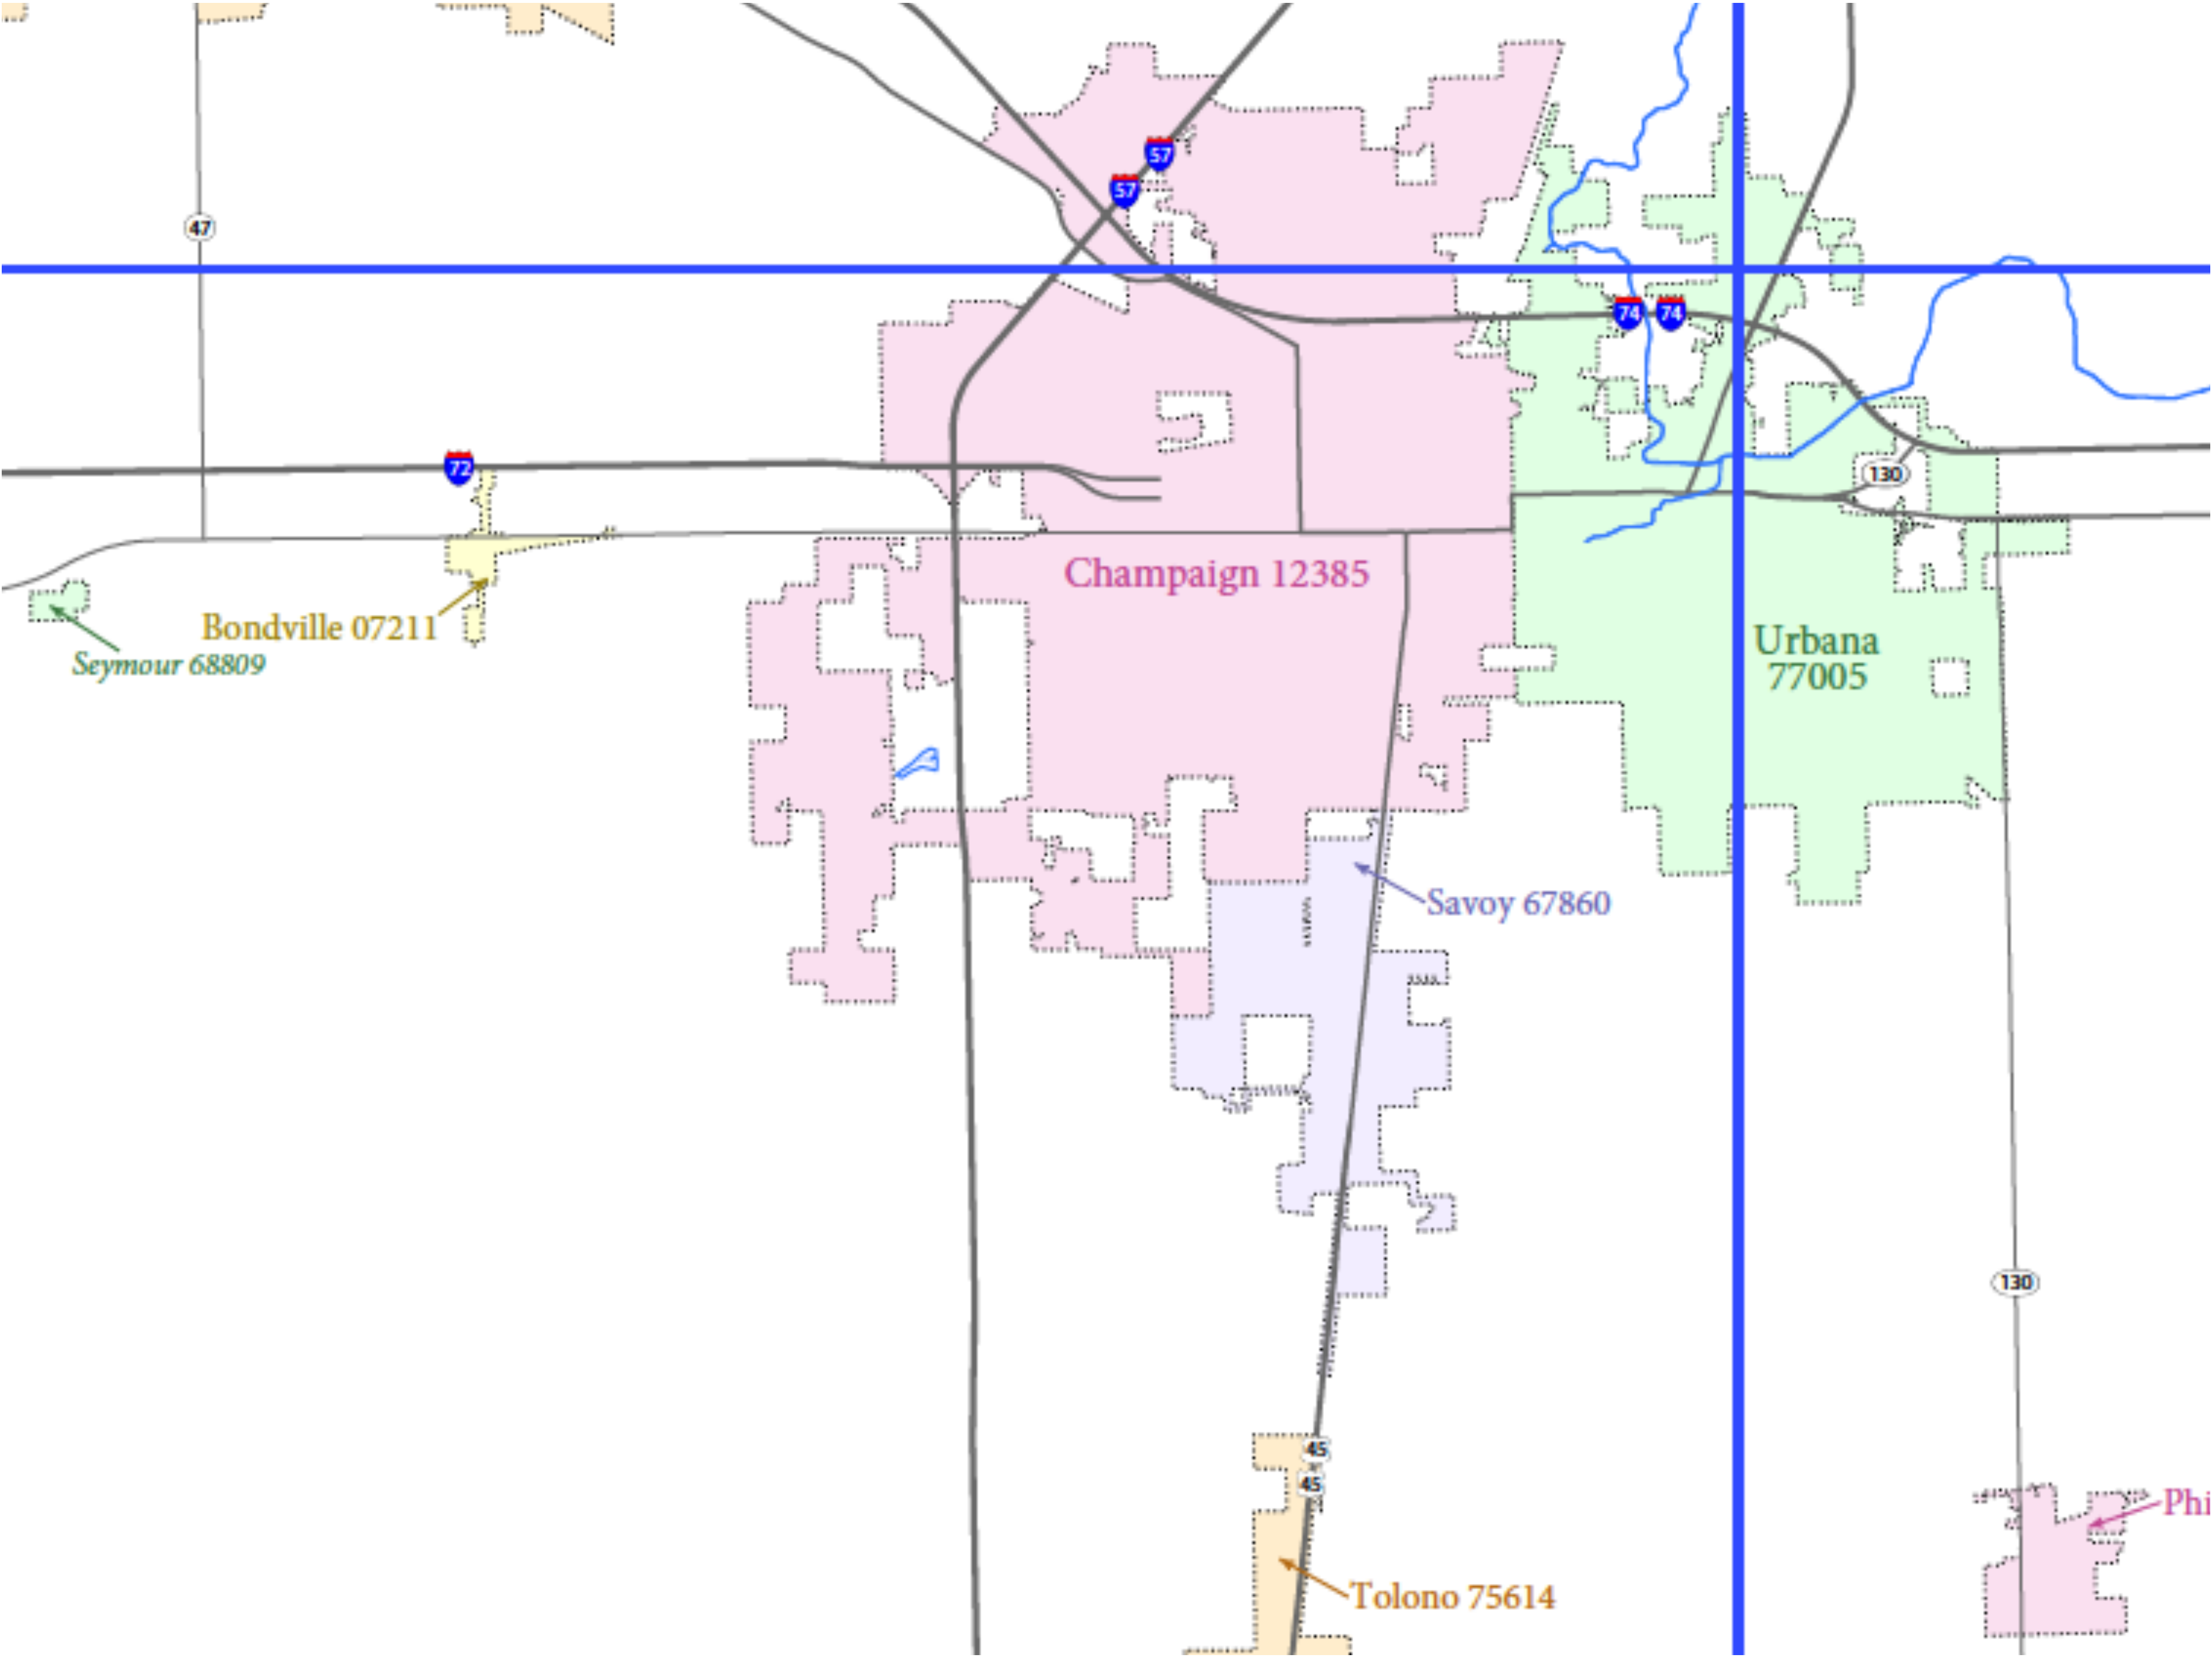 57
57
47
74
74
72
130
Champaign 12385
Bondville 07211
Seymour 68809
Urbana
77005
Savoy 67860
130
45
45
Phi
Tolono 75614